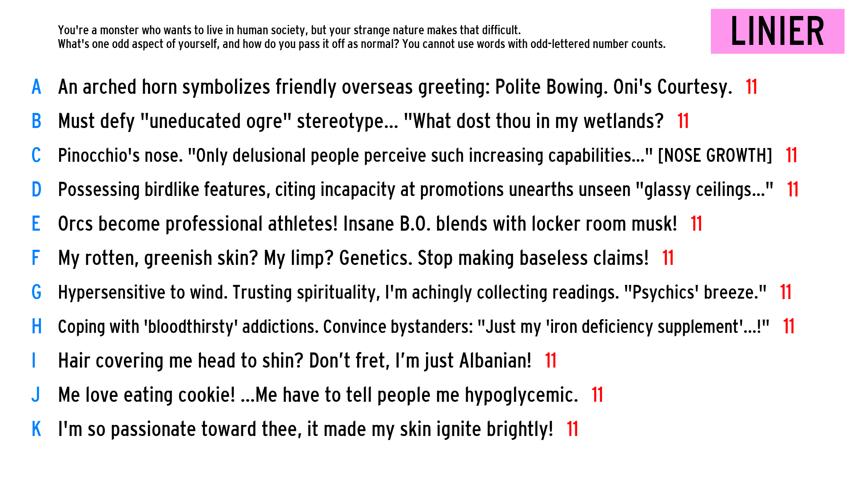 You're a monster who wants to live in human society, but your strange nature makes that difficult.
What's one odd aspect of yourself, and how do you pass it off as normal? You cannot use words with odd-lettered number counts.
LINIER
A An arched horn symbolizes friendly overseas greeting: Polite Bowing. Oni's Courtesy. 11
B Must defy "uneducated ogre" stereotype... "What dost thou in my wetlands? 11
C Pinocchio's nose. "Only delusional people perceive such increasing capabilities..." [NOSE GROWTH] 11
D Possessing birdlike features, citing incapacity at promotions unearths unseen "glassy ceilings..." 11
E Orcs become professional athletes! Insane B.O. blends with locker room musk! 11
F My rotten, greenish skin? My limp? Genetics. Stop making baseless claims! 11
G Hypersensitive to wind. Trusting spirituality, I'm achingly collecting readings. "Psychics' breeze." 11
H Coping with 'bloodthirsty' addictions. Convince bystanders: "Just my 'iron deficiency supplement'...!" 11
I Hair covering me head to shin? Don’t fret, I’m just Albanian! 11
J Me love eating cookie! ...Me have to tell people me hypoglycemic. 11
K I'm so passionate toward thee, it made my skin ignite brightly! 11